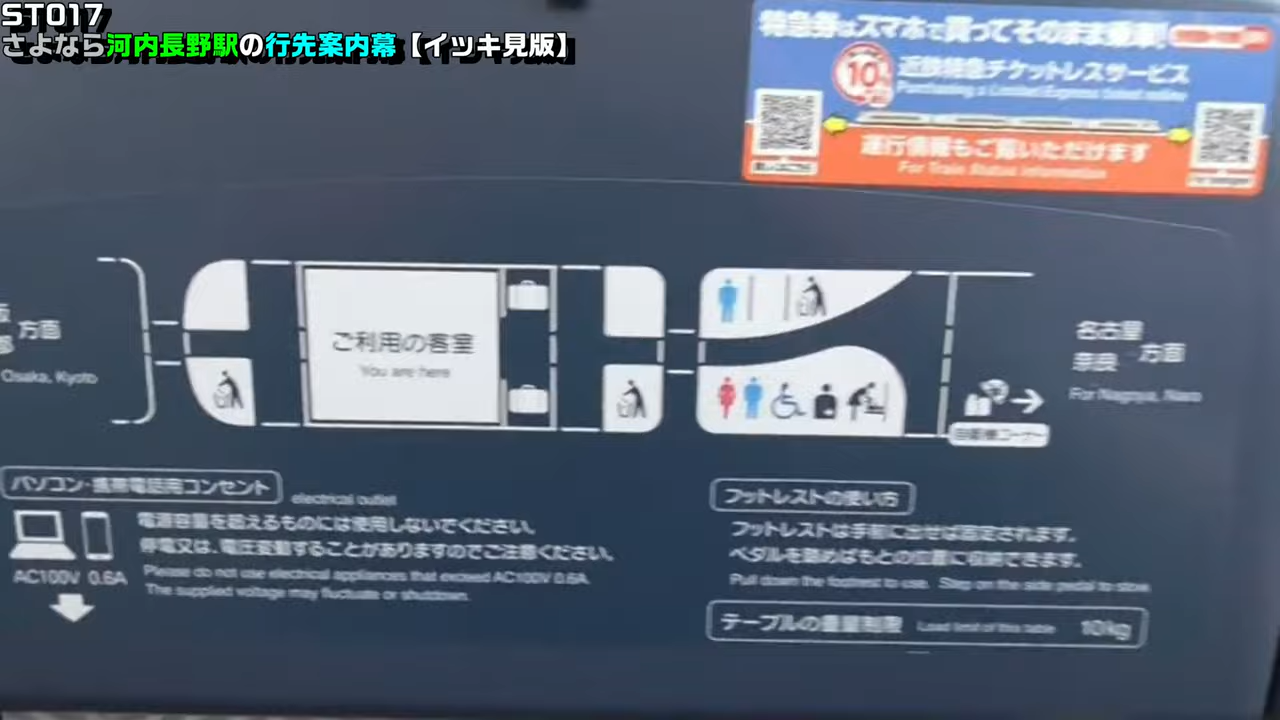 ST017
さよなら河内長野駅の行先案内幕【イッキ見版】
特急券はスマホで買ってそのまま乗車!
10%
近鉄特急チケットレスサービス
Purchasing a Limited Express ticket online
運行情報もご覧いただけます
For Train Status Information
方面
Osaka, Kyoto
ご利用の客室
You are here
名古屋
奈良
方面
For Nagoya, Nara
自販機コーナー
パソコン・携帯電話用コンセント
electrical outlet
電源容量を超えるものには使用しないでください。
停電又は、電圧変動することがありますのでご注意ください。
AC100V 0.6A
Please do not use electrical appliances that exceed AC100V 0.6A
The supplied voltage may fluctuate or shutdown.
フットレストの使い方
フットレストは手前に出せば固定されます。
ペダルを踏めばもとの位置に収納できます。
Pull down the footrest to use. Step on the side pedal to stow
テーブルの重量制限 Load limit of this table 10kg